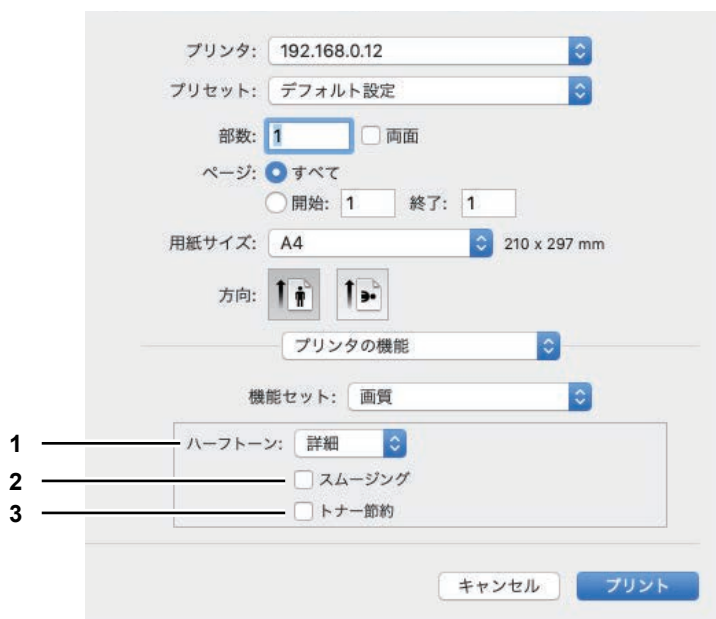 プリンタ: 192.168.0.12
プリセット: デフォルト設定
部数: 1 両面
ページ: すべて
開始: 1 終了: 1
用紙サイズ: A4 210 x 297 mm
方向:
プリンタの機能
機能セット: 画質
1 ハーフトーン: 詳細
2 スムージング
3 トナー節約
キャンセル プリント